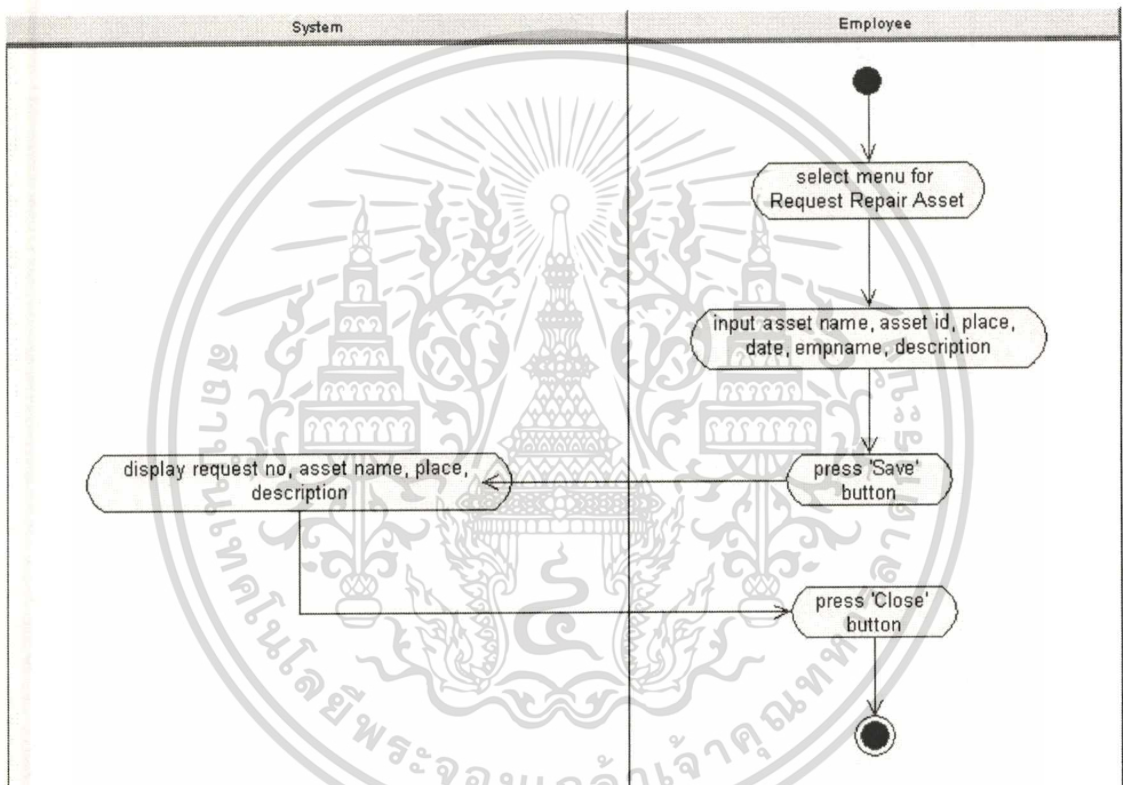 System
Employee
select menu for
Request Repair Asset
input asset name, asset id, place,
date, empname, description
press 'Save'
button
display request no, asset name, place,
description
press 'Close'
button